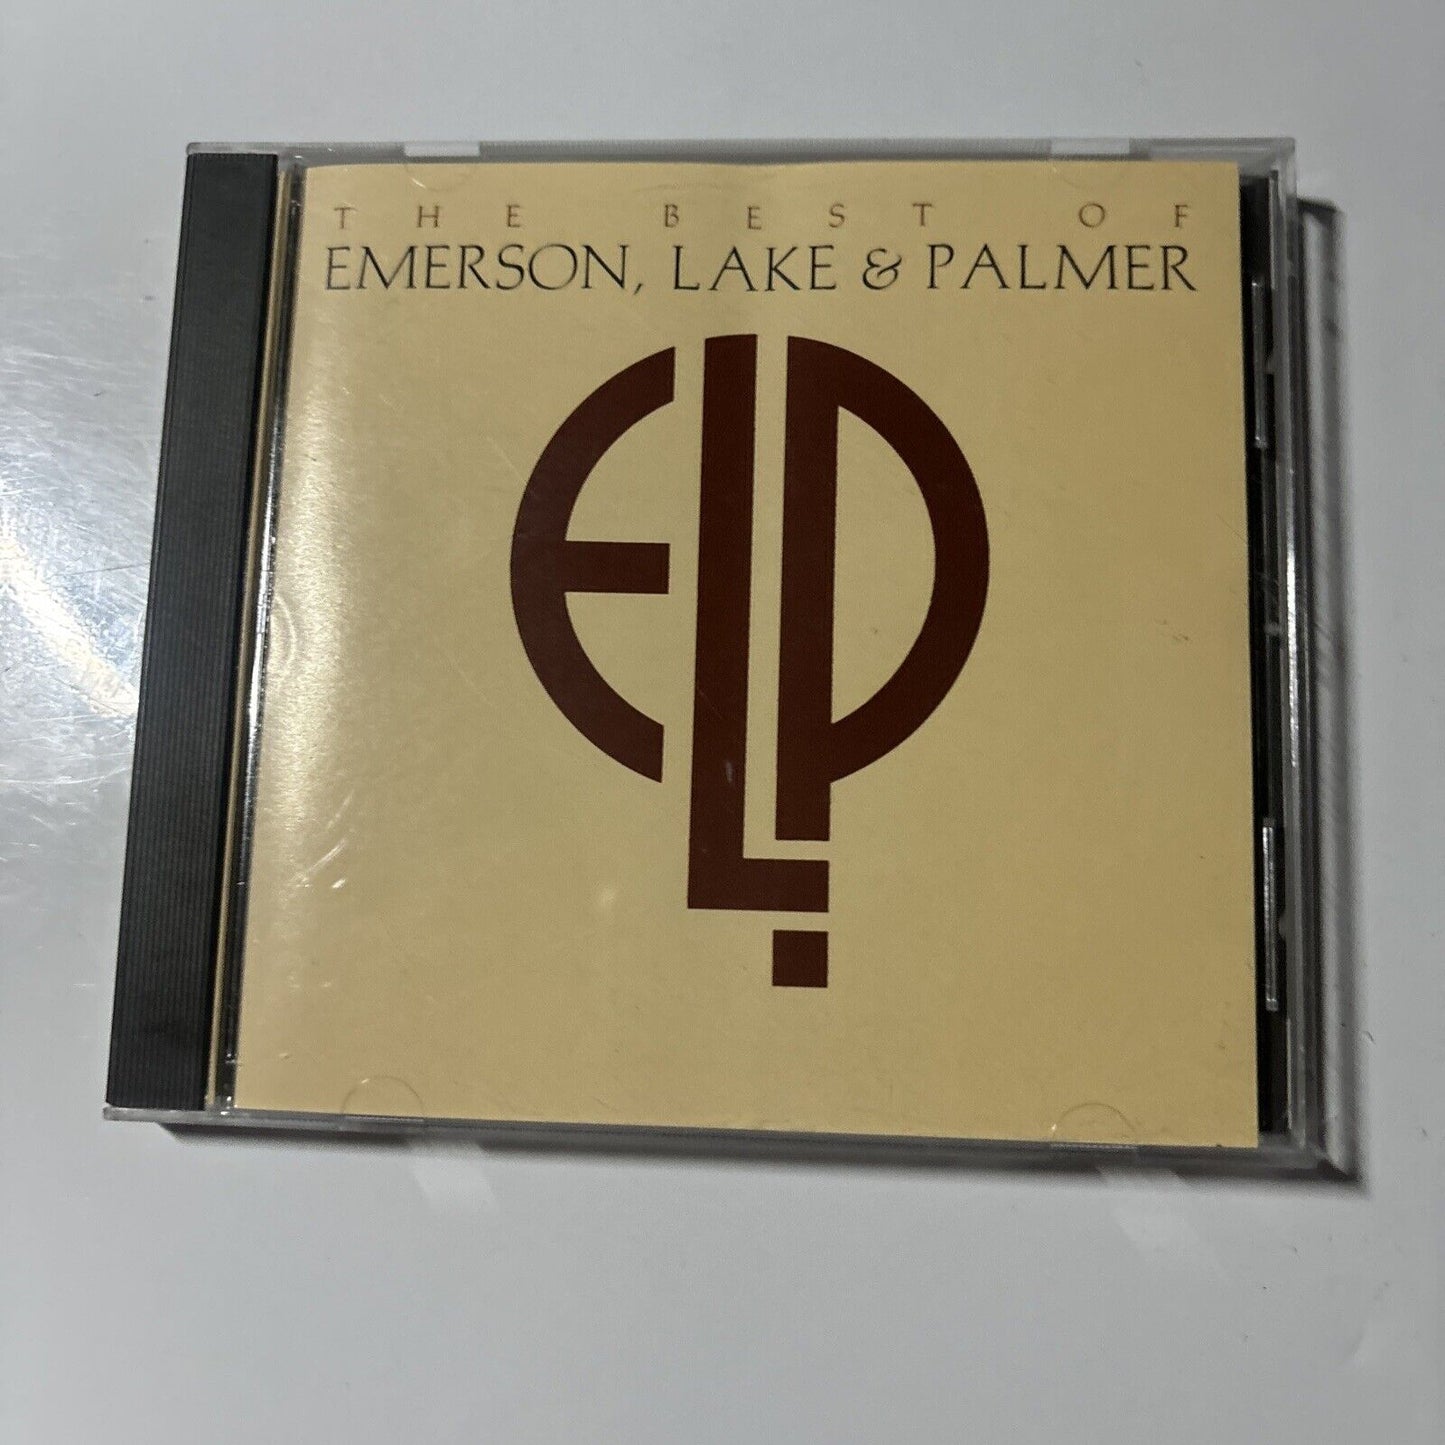 THE BEST OF
EMERSON, LAKE & PALMER
ELP.